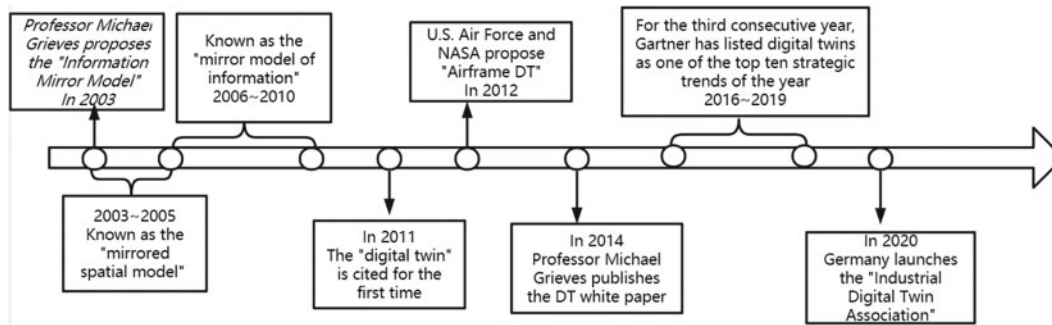 Professor Michael
Grieves proposes
the "Information
Mirror Model"
In 2003
Known as the
"mirror model of
information"
2006~2010
U.S. Air Force and
NASA propose
"Airframe DT"
In 2012
For the third consecutive year,
Gartner has listed digital twins
as one of the top ten strategic
trends of the year
2016~2019
2003~2005
Known as the
"mirrored
spatial model"
In 2011
The "digital twin"
is cited for the
first time
In 2014
Professor Michael
Grieves publishes
the DT white paper
In 2020
Germany launches
the "Industrial
Digital Twin
Association"